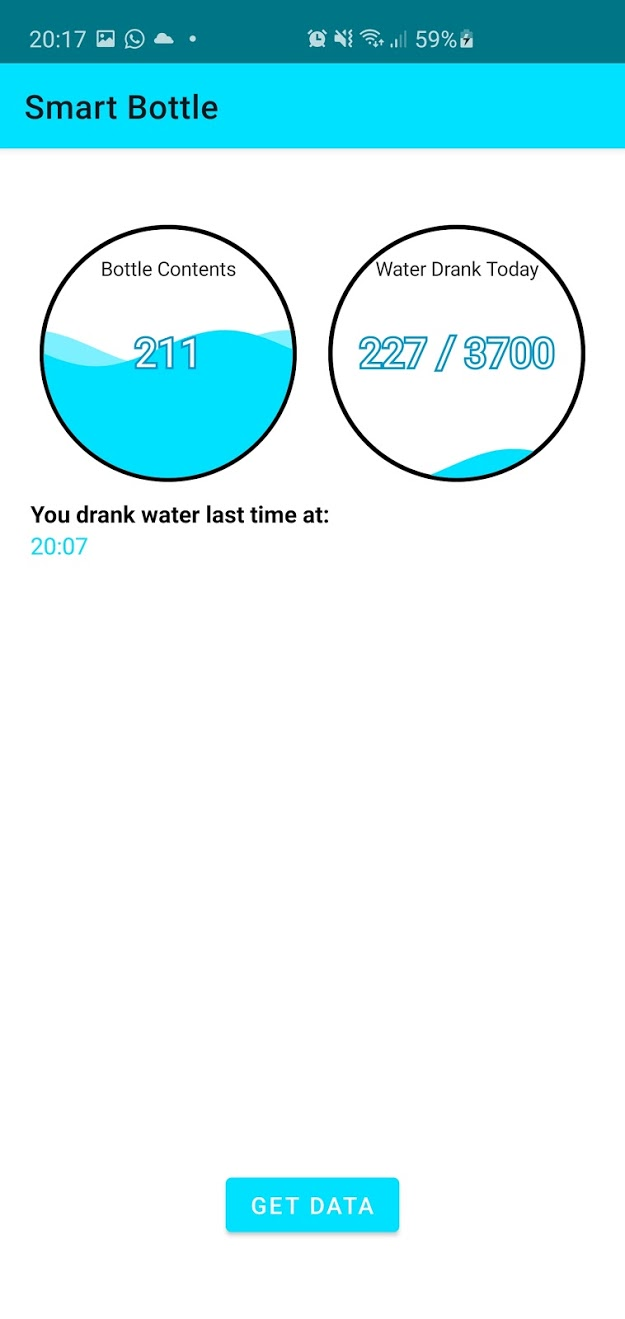 20:17 59%
Smart Bottle
Bottle Contents
211
Water Drank Today
227 / 3700
You drank water last time at:
20:07
GET DATA